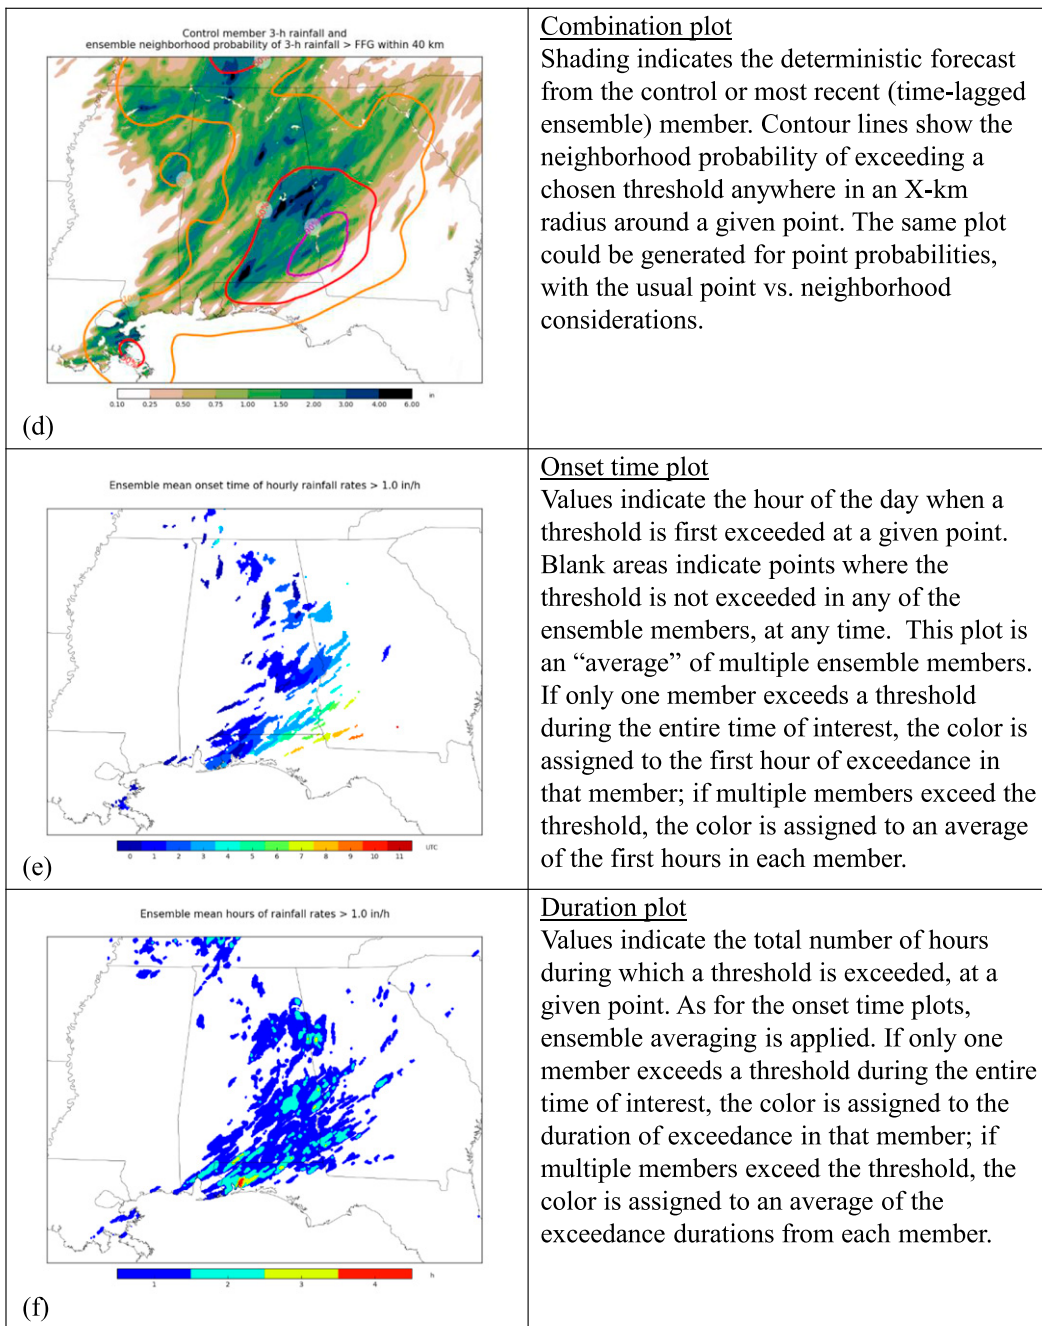 Control member 3-h rainfall and
ensemble neighborhood probability of 3-h rainfall > FFG within 40 km
0.10 0.25 0.50 0.75 1.00 1.50 2.00 3.00 4.00 6.00 in
(d)
Combination plot
Shading indicates the deterministic forecast
from the control or most recent (time-lagged
ensemble) member. Contour lines show the
neighborhood probability of exceeding a
chosen threshold anywhere in an X-km
radius around a given point. The same plot
could be generated for point probabilities,
with the usual point vs. neighborhood
considerations.
Ensemble mean onset time of hourly rainfall rates > 1.0 in/h
0 1 2 3 4 5 6 7 8 9 10 11 UTC
(e)
Onset time plot
Values indicate the hour of the day when a
threshold is first exceeded at a given point.
Blank areas indicate points where the
threshold is not exceeded in any of the
ensemble members, at any time.  This plot is
an “average” of multiple ensemble members.
If only one member exceeds a threshold
during the entire time of interest, the color is
assigned to the first hour of exceedance in
that member; if multiple members exceed the
threshold, the color is assigned to an average
of the first hours in each member.
Ensemble mean hours of rainfall rates > 1.0 in/h
1 2 3 4 h
(f)
Duration plot
Values indicate the total number of hours
during which a threshold is exceeded, at a
given point. As for the onset time plots,
ensemble averaging is applied. If only one
member exceeds a threshold during the entire
time of interest, the color is assigned to the
duration of exceedance in that member; if
multiple members exceed the threshold, the
color is assigned to an average of the
exceedance durations from each member.